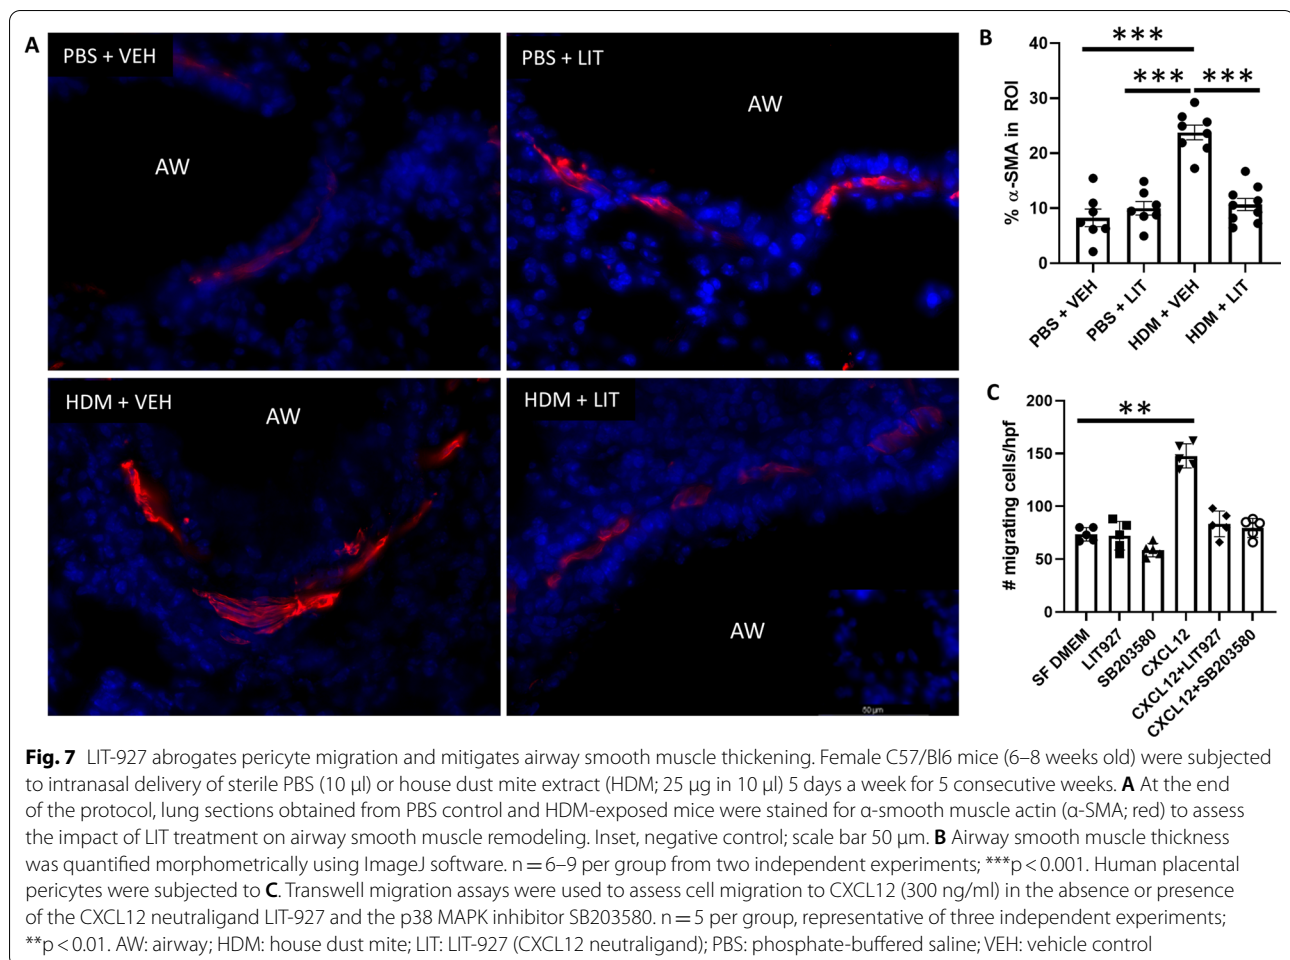 A
PBS + VEH
AW
PBS + LIT
AW
HDM + VEH
AW
HDM + LIT
AW
50 µm
B
% α-SMA in ROI
40
30
20
10
0
***
*** ***
PBS + VEH
PBS + LIT
HDM + VEH
HDM + LIT
C
# migrating cells/hpf
200
150
100
50
0
**
SF DMEM
LIT927
SB203580
CXCL12
CXCL12+LIT927
CXCL12+SB203580
Fig. 7 LIT-927 abrogates pericyte migration and mitigates airway smooth muscle thickening. Female C57/Bl6 mice (6–8 weeks old) were subjected
to intranasal delivery of sterile PBS (10 µl) or house dust mite extract (HDM; 25 µg in 10 µl) 5 days a week for 5 consecutive weeks. A At the end
of the protocol, lung sections obtained from PBS control and HDM-exposed mice were stained for α-smooth muscle actin (α-SMA; red) to assess
the impact of LIT treatment on airway smooth muscle remodeling. Inset, negative control; scale bar 50 µm. B Airway smooth muscle thickness
was quantified morphometrically using ImageJ software. n = 6–9 per group from two independent experiments; ***p < 0.001. Human placental
pericytes were subjected to C. Transwell migration assays were used to assess cell migration to CXCL12 (300 ng/ml) in the absence or presence
of the CXCL12 neutraligand LIT-927 and the p38 MAPK inhibitor SB203580. n = 5 per group, representative of three independent experiments;
**p < 0.01. AW: airway; HDM: house dust mite; LIT: LIT-927 (CXCL12 neutraligand); PBS: phosphate-buffered saline; VEH: vehicle control